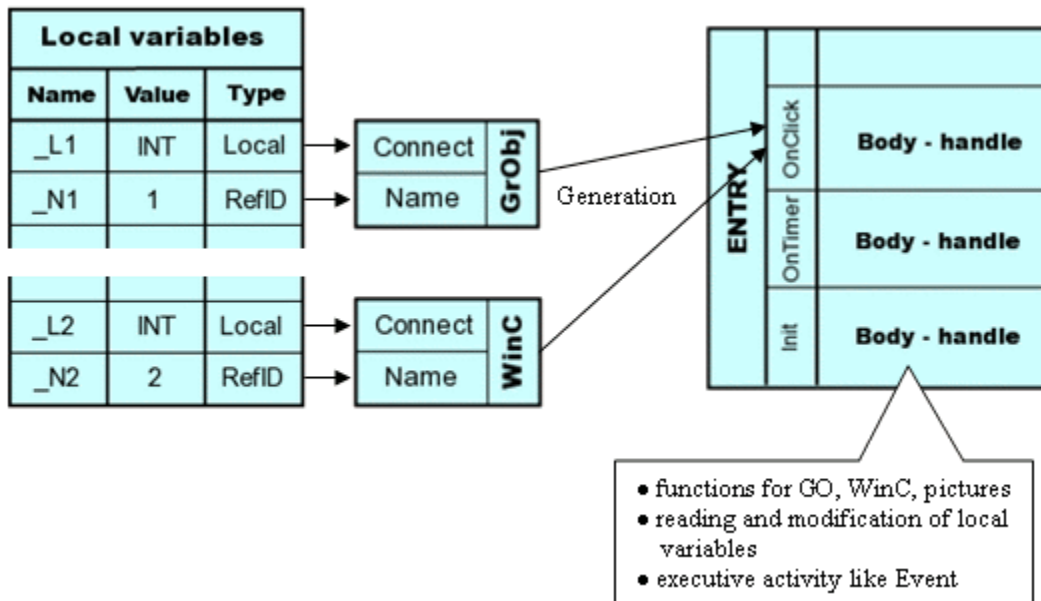 Local variables
Name Value Type
_L1 INT Local
_N1 1 RefID
_L2 INT Local
_N2 2 RefID
Connect
Name
GrObj
Connect
Name
WinC
Generation
ENTRY
OnClick
Body - handle
OnTimer
Body - handle
Init
Body - handle
● functions for GO, WinC, pictures
● reading and modification of local
variables
● executive activity like Event